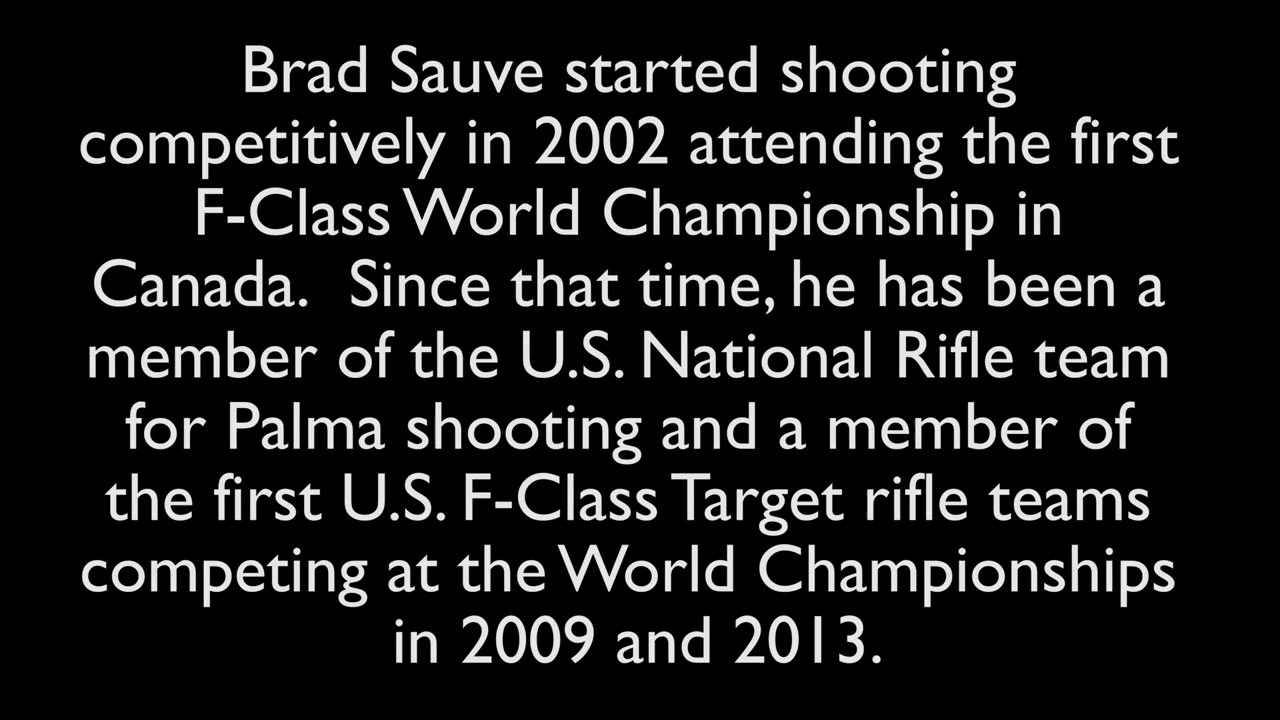 Brad Sauve started shooting
competitively in 2002 attending the first
F-Class World Championship in
Canada.  Since that time, he has been a
member of the U.S. National Rifle team
for Palma shooting and a member of
the first U.S. F-Class Target rifle teams
competing at the World Championships
in 2009 and 2013.